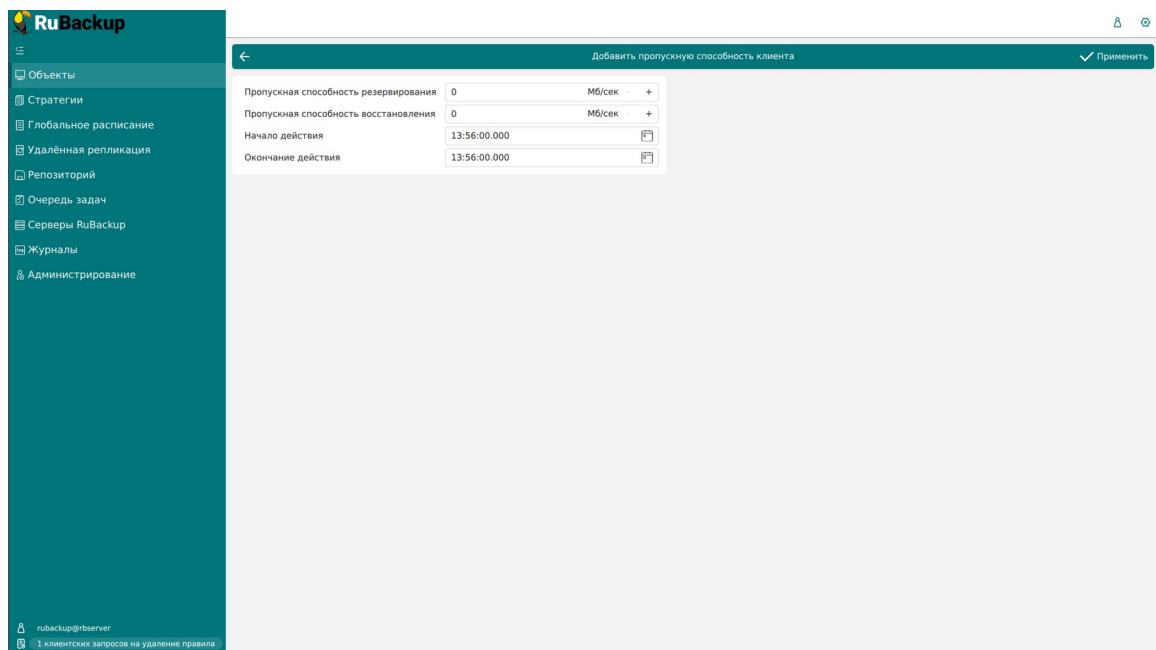 RuBackup
Добавить пропускную способность клиента
Применить
Объекты
Стратегии
Глобальное расписание
Удалённая репликация
Репозиторий
Очередь задач
Серверы RuBackup
Журналы
Администрирование
Пропускная способность резервирования 0 Мб/сек - +
Пропускная способность восстановления 0 Мб/сек - +
Начало действия 13:56:00.000
Окончание действия 13:56:00.000
rubackup@rbserver
1 клиентских запросов на удаление правила